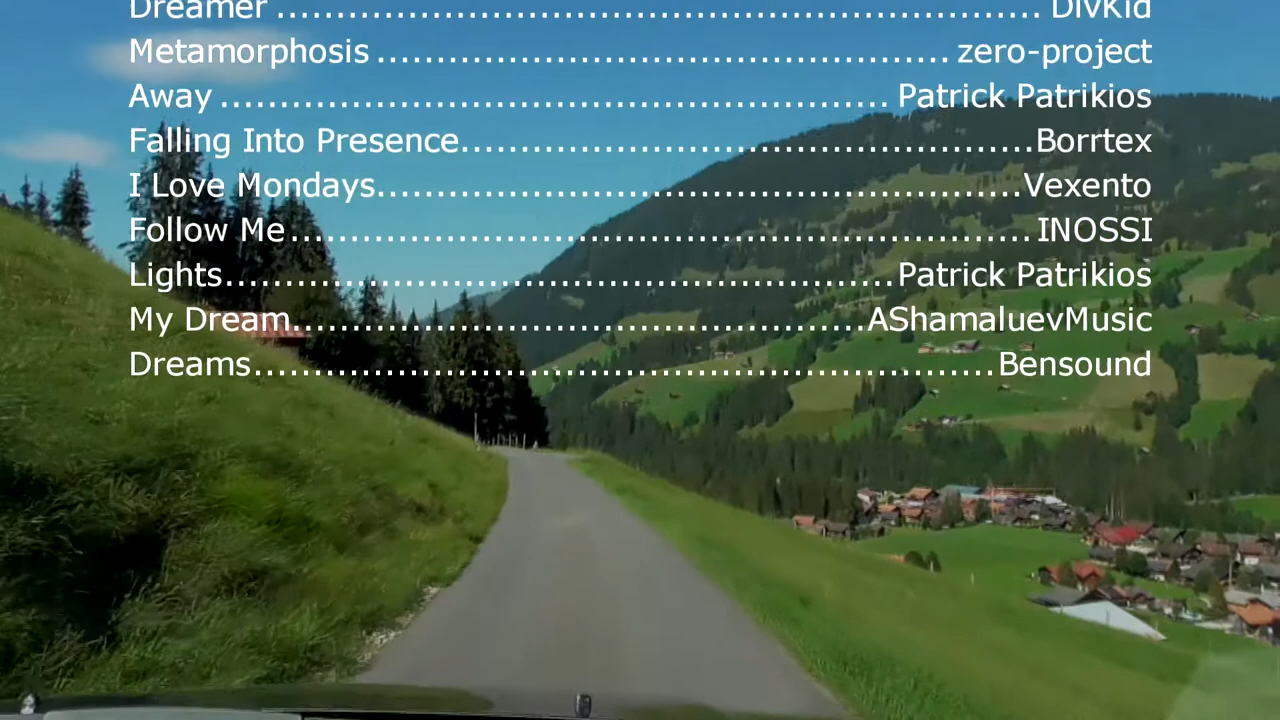 Dreamer ....................................................... DivKid
Metamorphosis ......................................... zero-project
Away ................................................ Patrick Patrikios
Falling Into Presence.........................................Borrtex
I Love Mondays..............................................Vexento
Follow Me .....................................................INOSSI
Lights................................................Patrick Patrikios
My Dream.........................................AShamaluevMusic
Dreams.....................................................Bensound